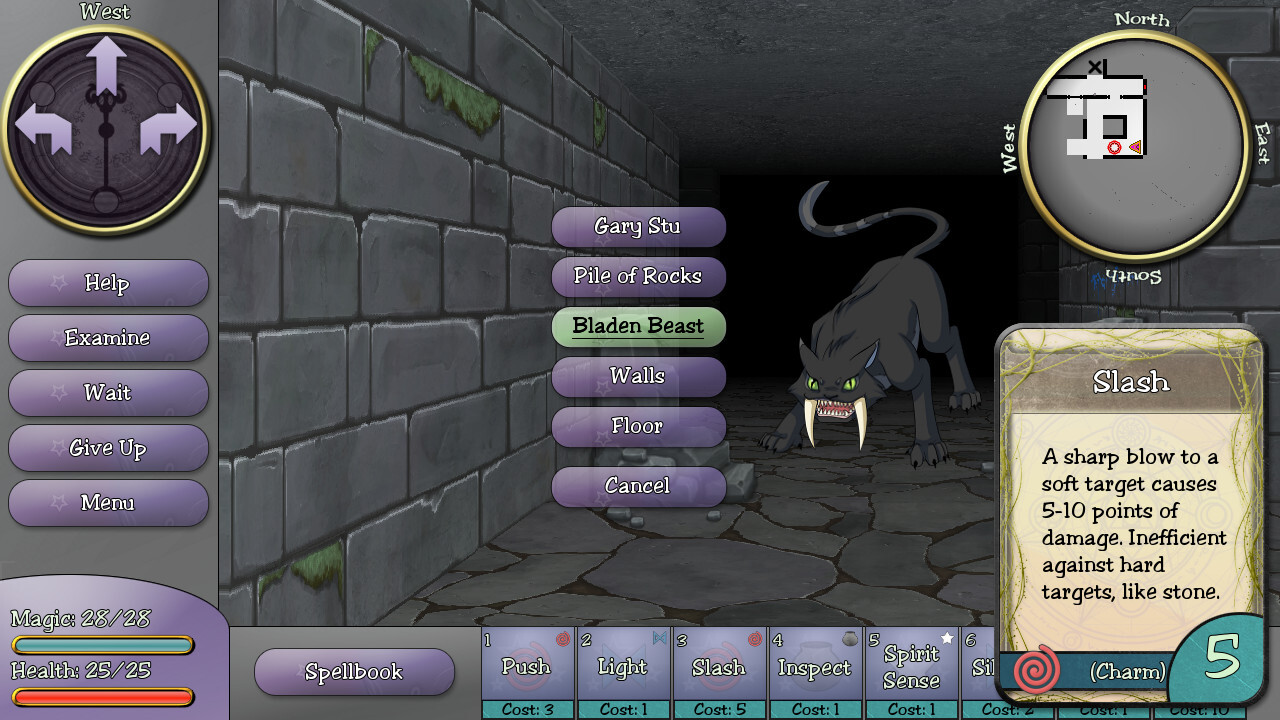 West
North
West
East
South
Help
Examine
Wait
Give Up
Menu
Gary Stu
Pile of Rocks
Bladen Beast
Walls
Floor
Cancel
Slash
A sharp blow to a
soft target causes
5-10 points of
damage. Inefficient
against hard
targets, like stone.
(Charm)
5
Magic: 28/28
Health: 25/25
Spellbook
1
Push
Cost: 3
2
Light
Cost: 1
3
Slash
Cost: 5
4
Inspect
Cost: 1
5
Spirit
Sense
Cost: 1
6
Sil
Cost: 2
Cost: 1
Cost: 10